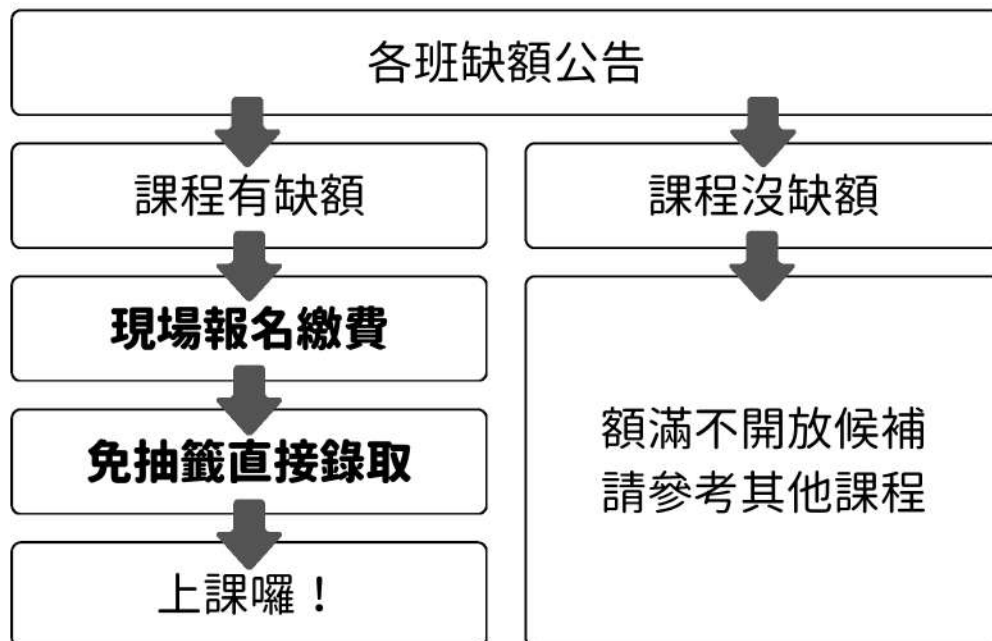 各班缺額公告
課程有缺額
課程沒缺額
現場報名繳費
免抽籤直接錄取
上課囉！
額滿不開放候補
請參考其他課程